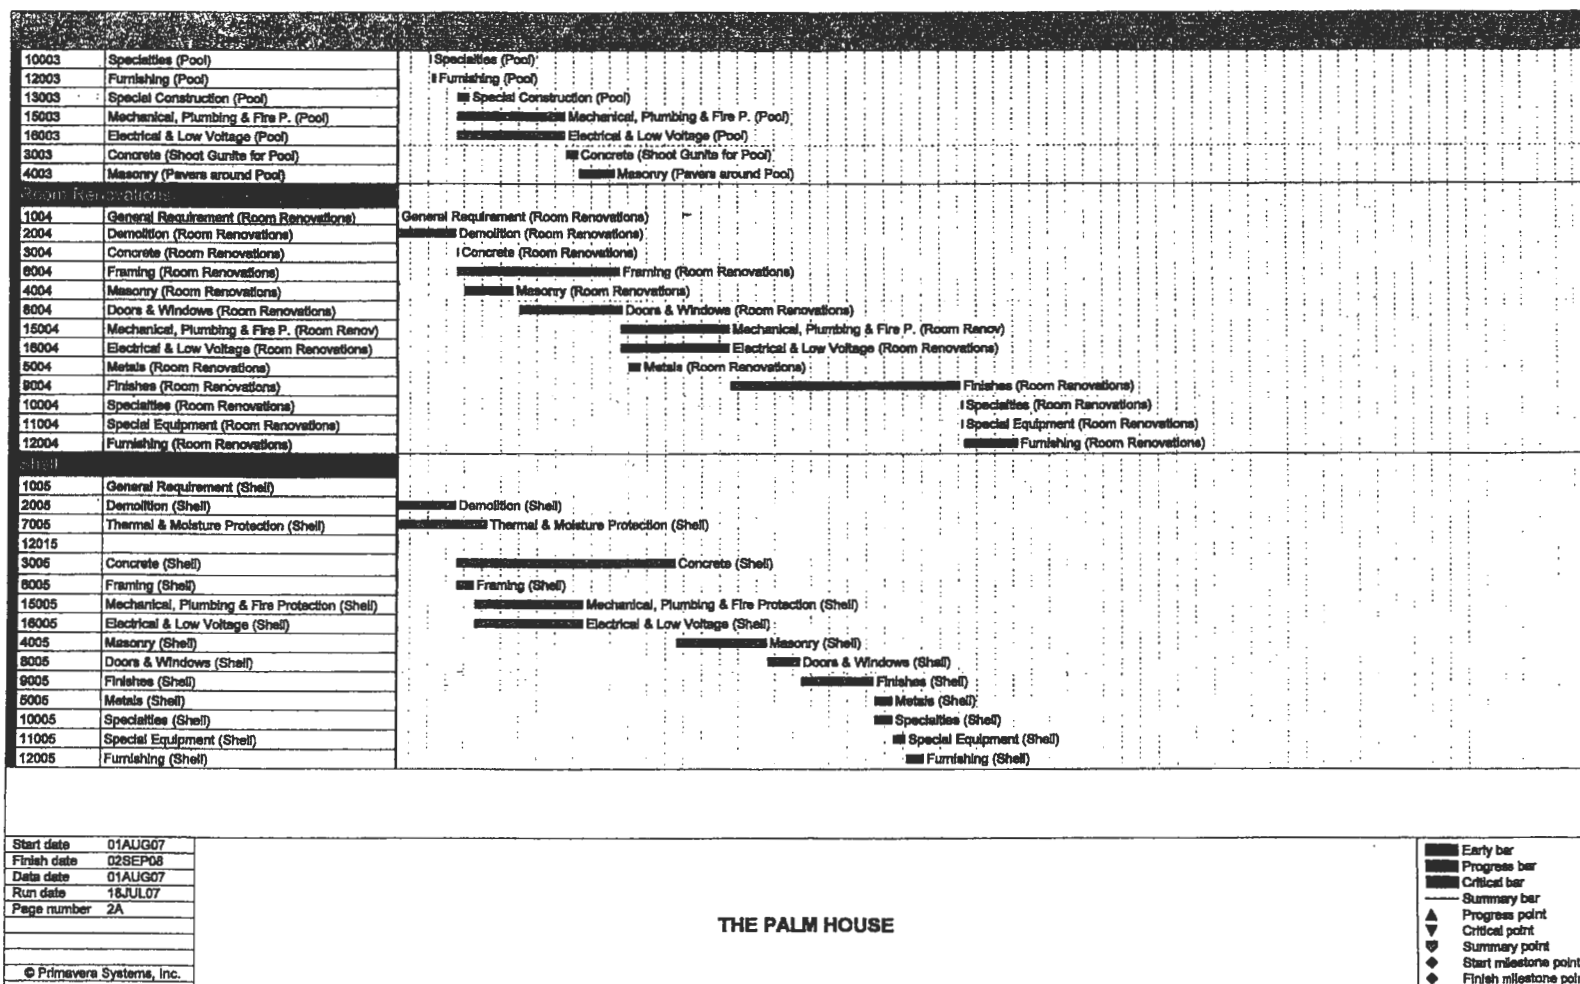 10003 Specialties (Pool) Specialties (Pool)
12003 Furnishing (Pool) Furnishing (Pool)
13003 Special Construction (Pool) Special Construction (Pool)
15003 Mechanical, Plumbing & Fire P. (Pool) Mechanical, Plumbing & Fire P. (Pool)
16003 Electrical & Low Voltage (Pool) Electrical & Low Voltage (Pool)
3003 Concrete (Shoot Gunite for Pool) Concrete (Shoot Gunite for Pool)
4003 Masonry (Pavers around Pool) Masonry (Pavers around Pool)
Room Renovations
1004 General Requirement (Room Renovations) General Requirement (Room Renovations)
2004 Demolition (Room Renovations) Demolition (Room Renovations)
3004 Concrete (Room Renovations) Concrete (Room Renovations)
6004 Framing (Room Renovations) Framing (Room Renovations)
4004 Masonry (Room Renovations) Masonry (Room Renovations)
8004 Doors & Windows (Room Renovations) Doors & Windows (Room Renovations)
15004 Mechanical, Plumbing & Fire P. (Room Renov) Mechanical, Plumbing & Fire P. (Room Renov)
16004 Electrical & Low Voltage (Room Renovations) Electrical & Low Voltage (Room Renovations)
5004 Metals (Room Renovations) Metals (Room Renovations)
9004 Finishes (Room Renovations) Finishes (Room Renovations)
10004 Specialties (Room Renovations) Specialties (Room Renovations)
11004 Special Equipment (Room Renovations) Special Equipment (Room Renovations)
12004 Furnishing (Room Renovations) Furnishing (Room Renovations)
Shell
1005 General Requirement (Shell)
2005 Demolition (Shell) Demolition (Shell)
7005 Thermal & Moisture Protection (Shell) Thermal & Moisture Protection (Shell)
12015
3005 Concrete (Shell) Concrete (Shell)
6005 Framing (Shell) Framing (Shell)
15005 Mechanical, Plumbing & Fire Protection (Shell) Mechanical, Plumbing & Fire Protection (Shell)
16005 Electrical & Low Voltage (Shell) Electrical & Low Voltage (Shell)
4005 Masonry (Shell) Masonry (Shell)
8005 Doors & Windows (Shell) Doors & Windows (Shell)
9005 Finishes (Shell) Finishes (Shell)
5005 Metals (Shell) Metals (Shell)
10005 Specialties (Shell) Specialties (Shell)
11005 Special Equipment (Shell) Special Equipment (Shell)
12005 Furnishing (Shell) Furnishing (Shell)
Start date 01AUG07
Finish date 02SEP08
Data date 01AUG07
Run date 18JUL07
Page number 2A
© Primavera Systems, Inc.
THE PALM HOUSE
Early bar
Progress bar
Critical bar
Summary bar
Progress point
Critical point
Summary point
Start milestone point
Finish milestone poin